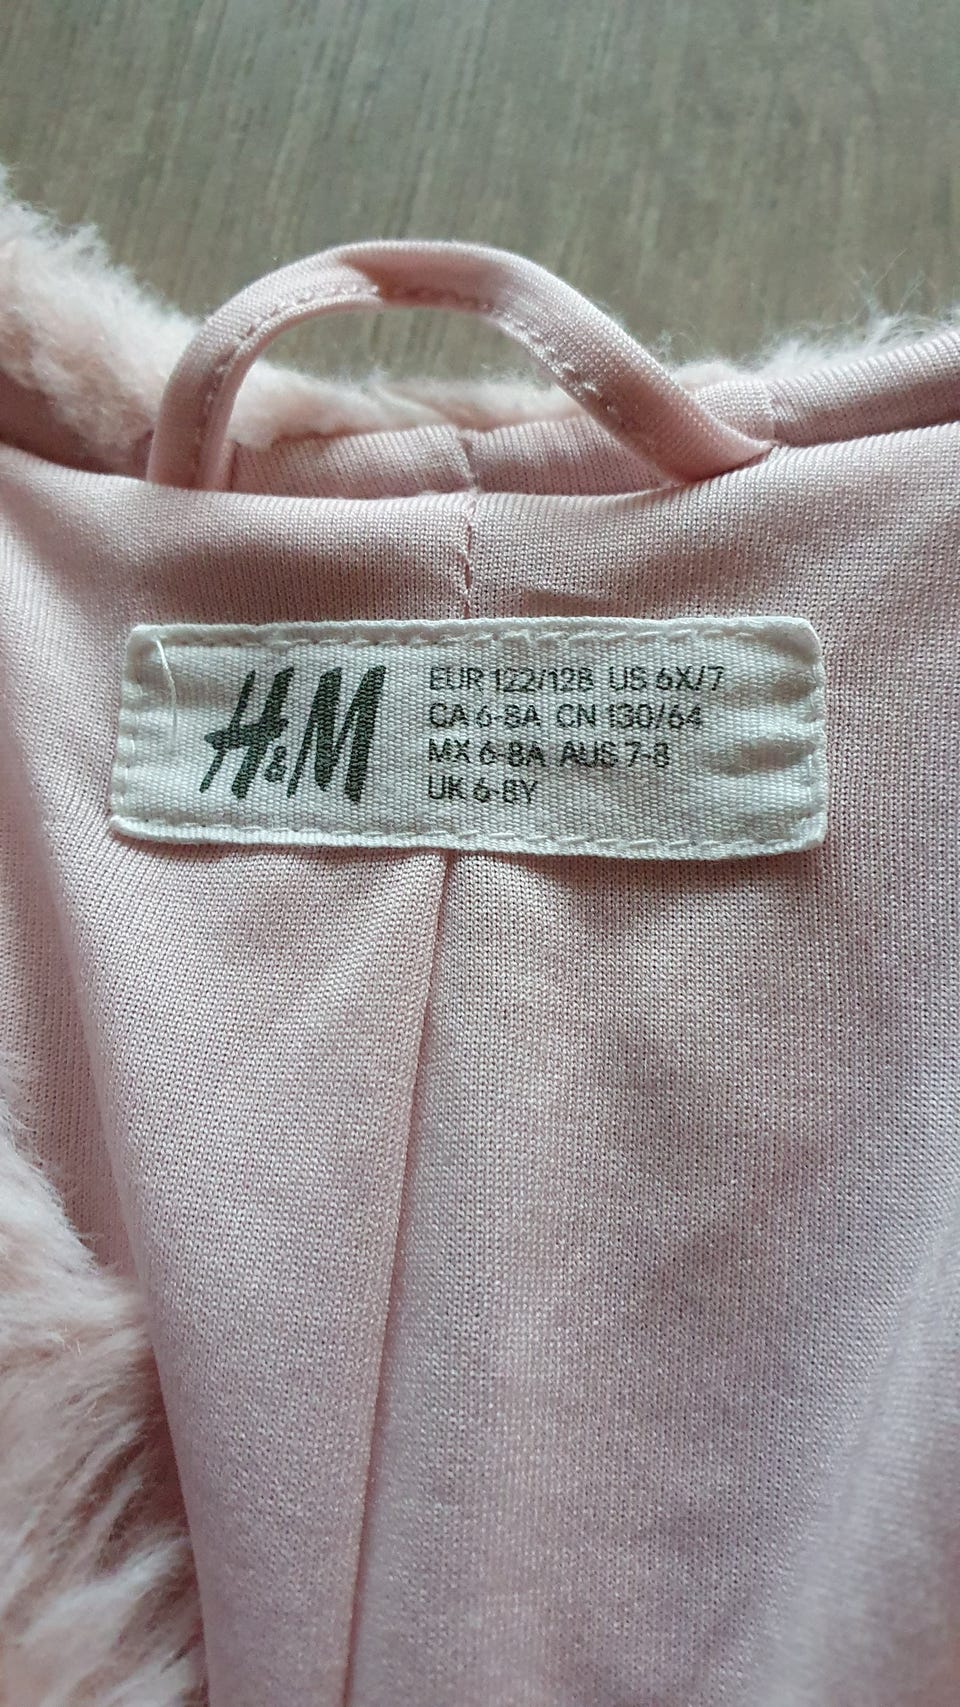 H&M
EUR 122/128 US 6X/7
CA 6-8A CN 130/64
MX 6-8A AUS 7-8
UK 6-8Y